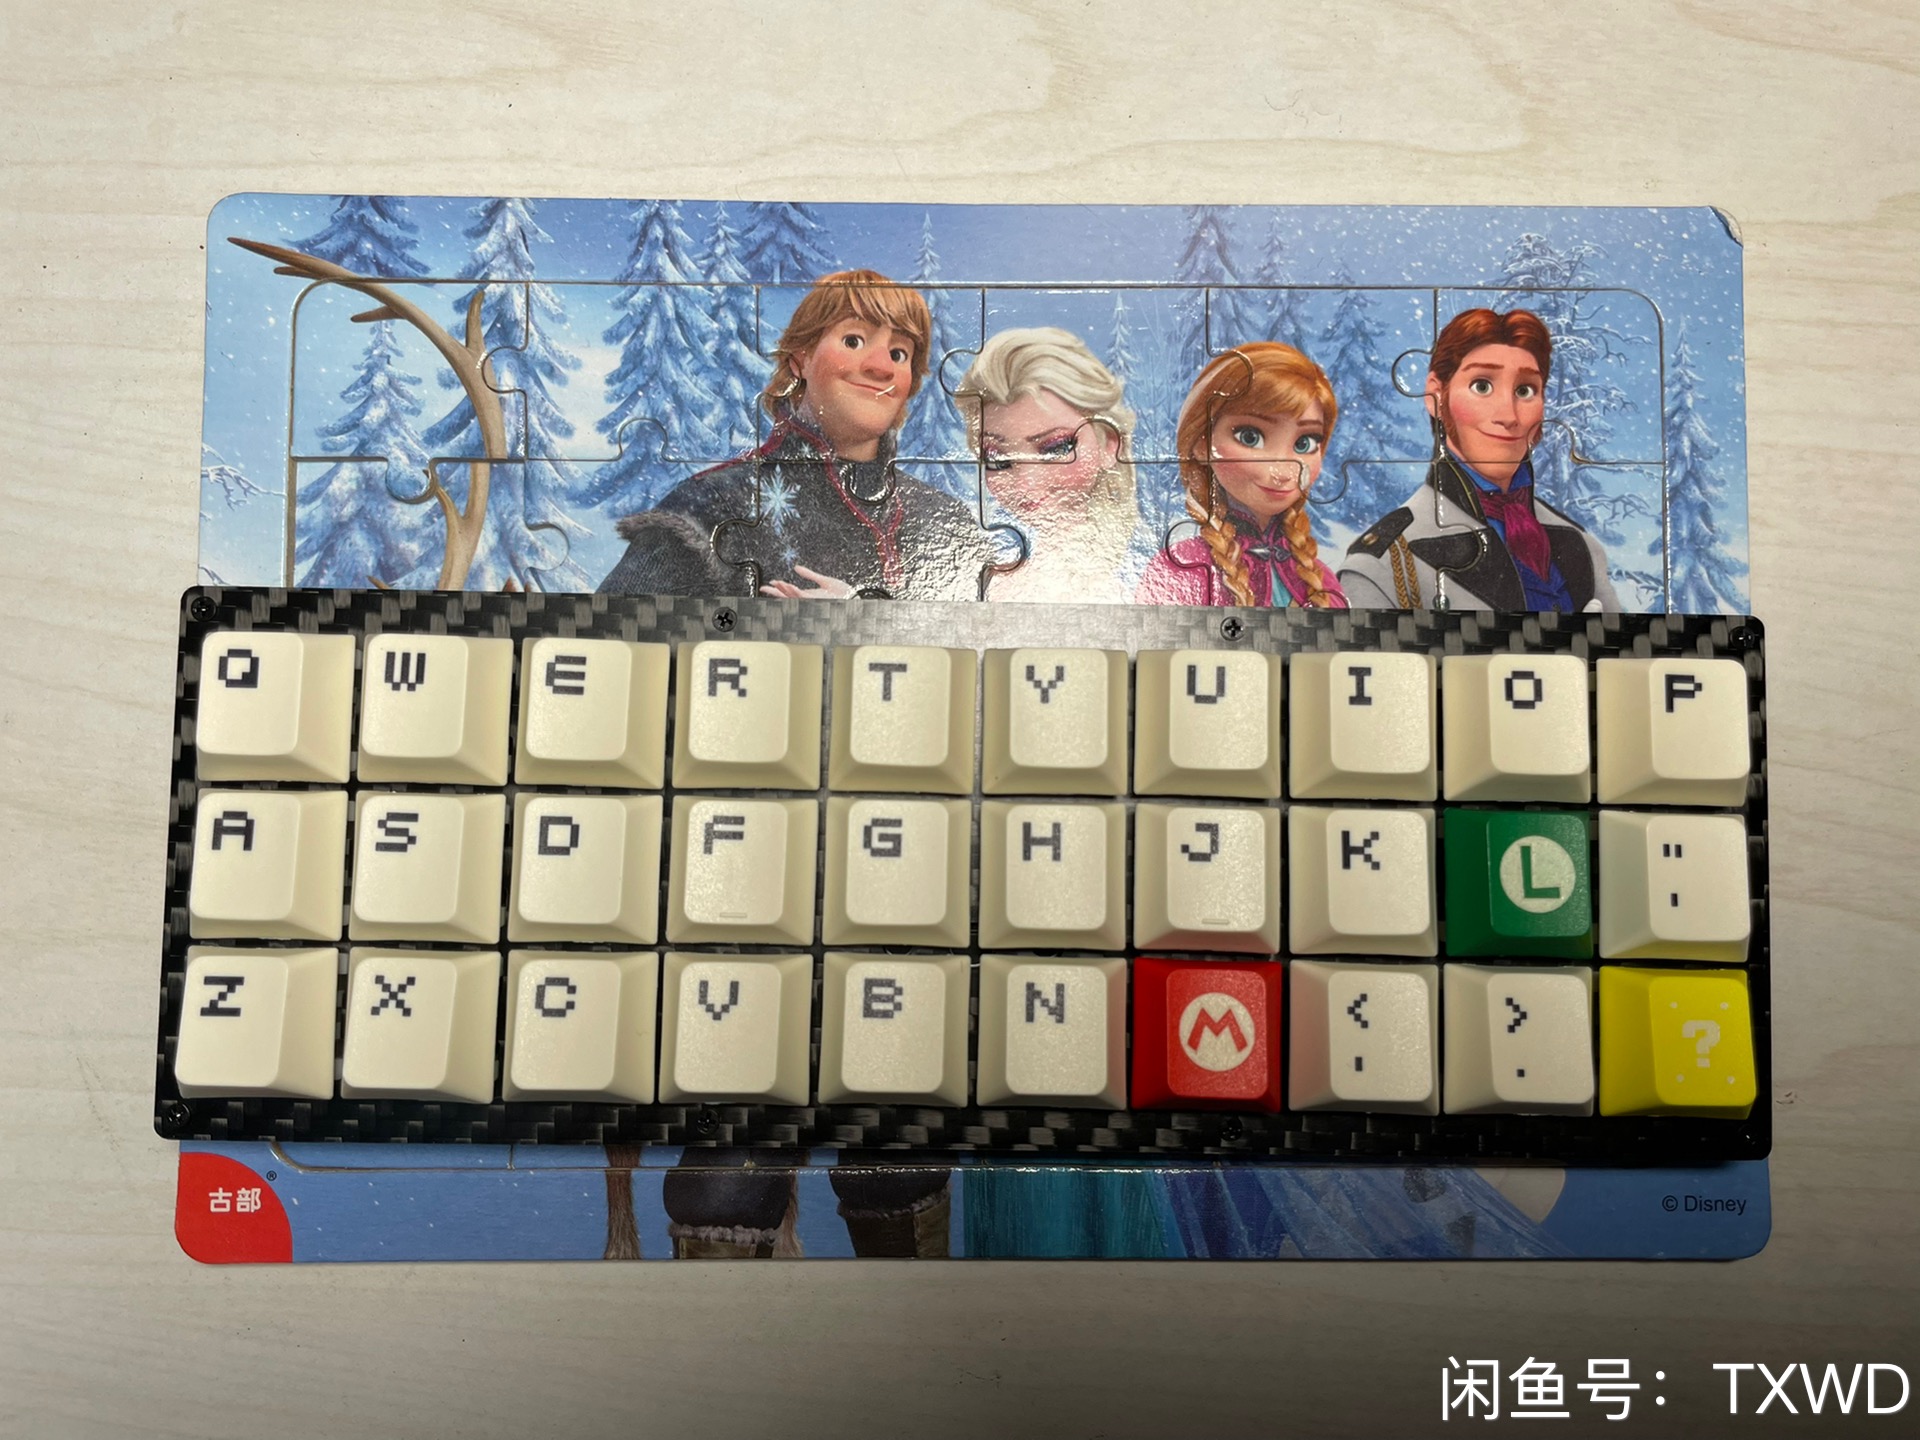 Q W E R T Y U I O P
A S D F G H J K L " '
Z X C V B N M < , > . ?
古部®
© Disney
闲鱼号：TXWD